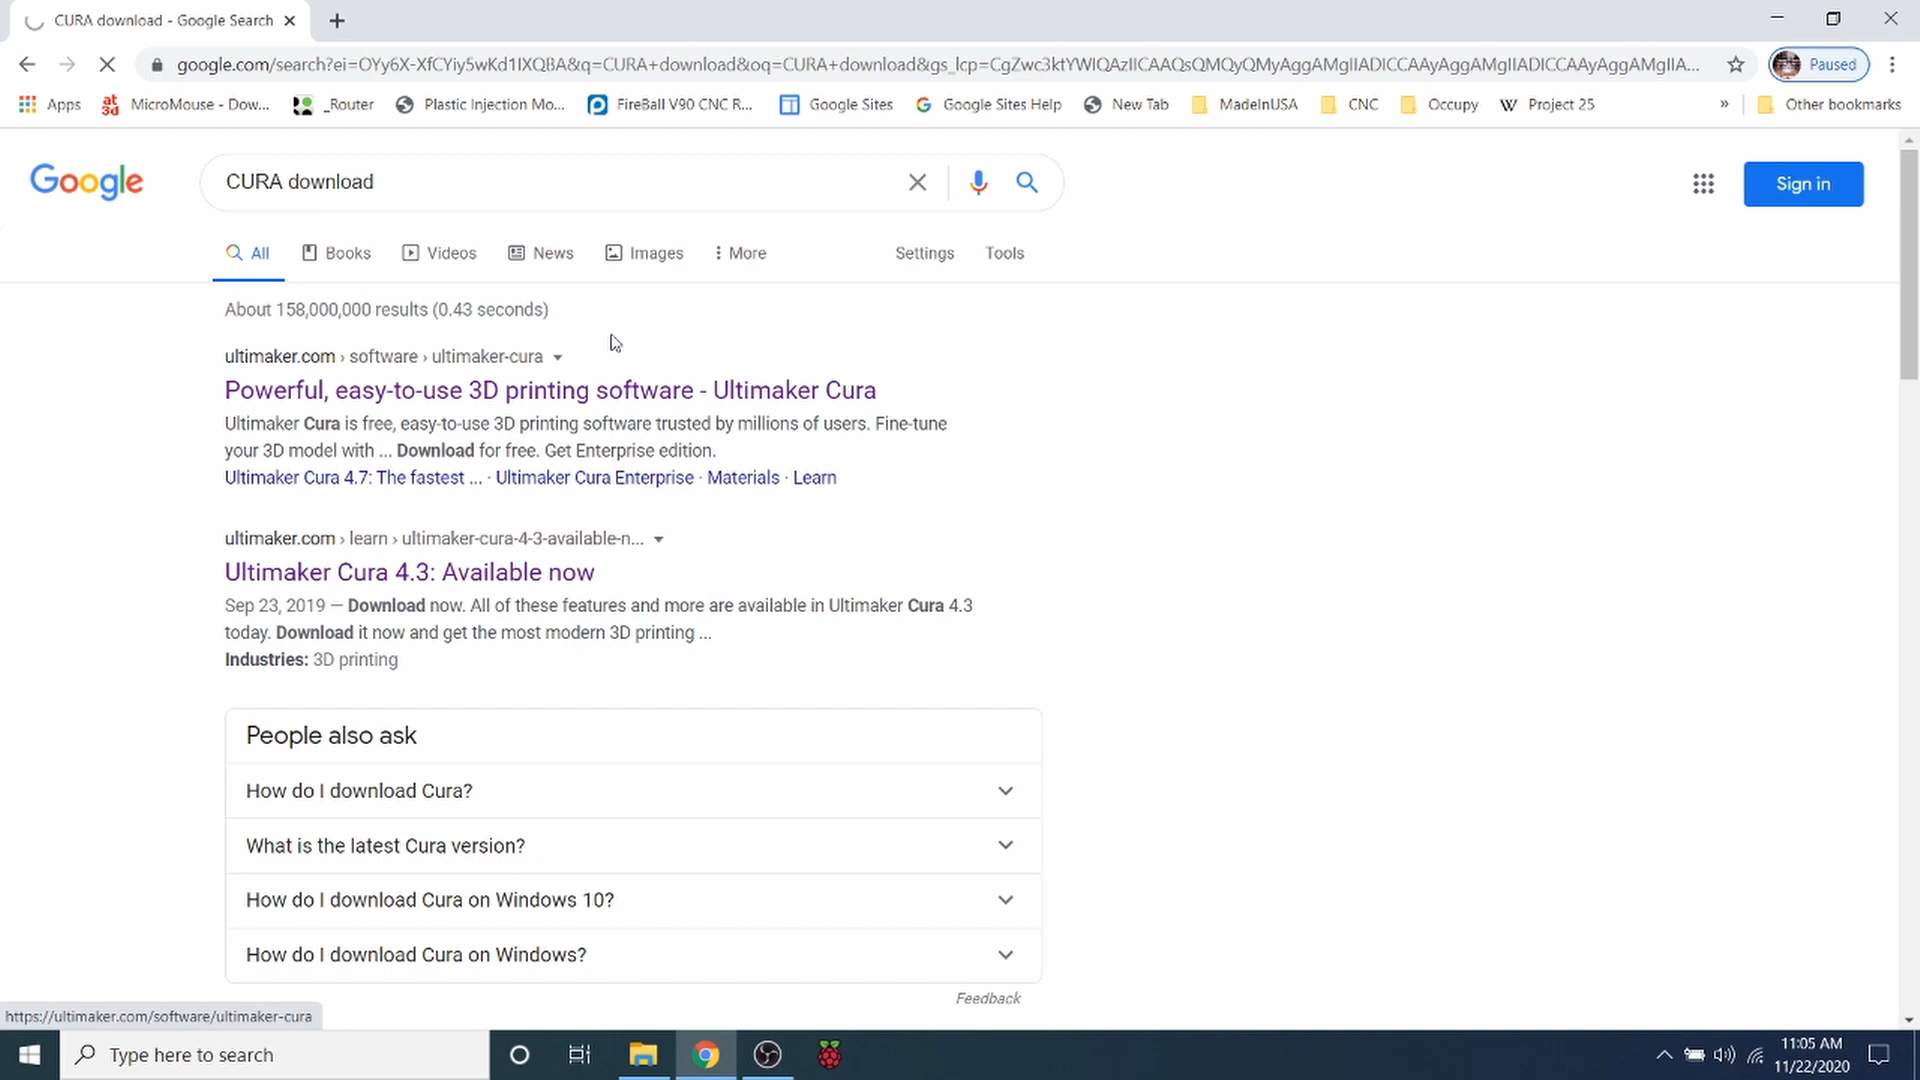 CURA download - Google Search
google.com/search?ei=OYy6X-XfCYiy5wKd1IXQBA&q=CURA+download&oq=CURA+download&gs_lcp=CgZwc3ktYWIQAzIICAAQsQMQyQMyAggAMgIIADICCAAyAggAMgIIADICCAAyAggAMgIIADICCAAyAggAMgIIA...
Paused
Apps
at 3d
MicroMouse - Dow...
_Router
Plastic Injection Mo...
FireBall V90 CNC R...
Google Sites
Google Sites Help
New Tab
MadeInUSA
CNC
Occupy
W
Project 25
»
Other bookmarks
Google
CURA download
Sign in
All
Books
Videos
News
Images
More
Settings
Tools
About 158,000,000 results (0.43 seconds)
ultimaker.com › software › ultimaker-cura
Powerful, easy-to-use 3D printing software - Ultimaker Cura
Ultimaker Cura is free, easy-to-use 3D printing software trusted by millions of users. Fine-tune
your 3D model with ... Download for free. Get Enterprise edition.
Ultimaker Cura 4.7: The fastest ... · Ultimaker Cura Enterprise · Materials · Learn
ultimaker.com › learn › ultimaker-cura-4-3-available-n...
Ultimaker Cura 4.3: Available now
Sep 23, 2019 — Download now. All of these features and more are available in Ultimaker Cura 4.3
today. Download it now and get the most modern 3D printing ...
Industries: 3D printing
People also ask
How do I download Cura?
What is the latest Cura version?
How do I download Cura on Windows 10?
How do I download Cura on Windows?
Feedback
https://ultimaker.com/software/ultimaker-cura
Type here to search
11:05 AM
11/22/2020